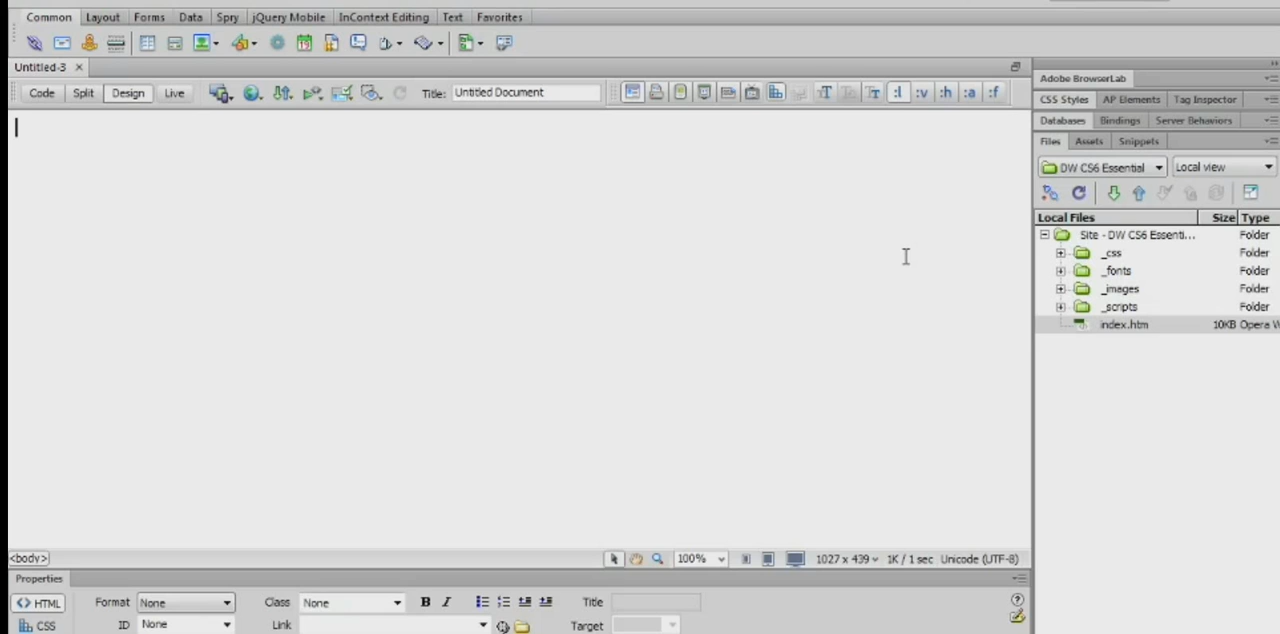 Common Layout Forms Data Spry jQuery Mobile InContext Editing Text Favorites
Untitled-3 ×
Code Split Design Live Title: Untitled Document :l :v :h :a :f
Adobe BrowserLab
CSS Styles AP Elements Tag Inspector
Databases Bindings Server Behaviors
Files Assets Snippets
DW CS6 Essential Local view
Local Files Size Type
Site - DW CS6 Essenti... Folder
_css Folder
_fonts Folder
_images Folder
_scripts Folder
index.htm 10KB Opera W
<body> 100% 1027 x 439 1K / 1 sec Unicode (UTF-8)
Properties
<> HTML Format None Class None B I Title
CSS ID None Link Target